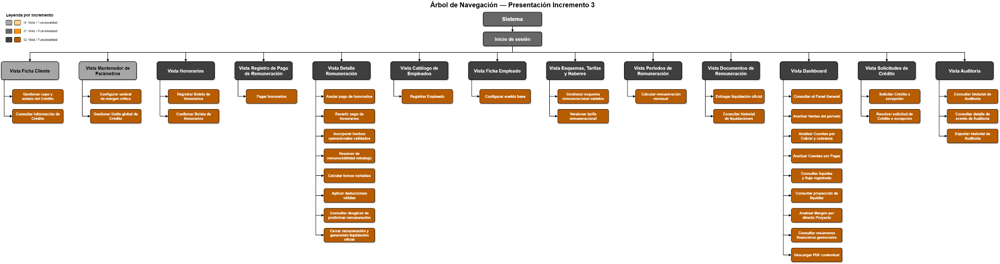 Árbol de Navegación — Presentación Incremento 3
Leyenda por incremento
I1: Vista / Funcionalidad
I2: Vista / Funcionalidad
I3: Vista / Funcionalidad
Sistema
Inicio de sesión
Vista Ficha Cliente
Gestionar cupo y
estado del Crédito
Consultar información de
Crédito
Vista Mantenedor de
Parámetros
Configurar umbral
de margen crítico
Gestionar límite global de
Crédito
Vista Honorarios
Registrar Boleta de
Honorarios
Confirmar Boleta de
Honorarios
Vista Registro de Pago
de Remuneración
Pagar honorarios
Vista Detalle
Remuneración
Anular pago de honorarios
Revertir pago de
honorarios
Incorporar hechos
operacionales validados
Resolver de
remunerabilidad retrabajo
Calcular bonos variables
Aplicar deducciones
válidas
Consultar desglose de
preliminar remuneración
Cerrar remuneración y
generando liquidación
oficial
Vista Catálogo de
Empleados
Registrar Empleado
Vista Ficha Empleado
Configurar sueldo base
Vista Esquemas, Tarifas
y Haberes
Gestionar esquema
remuneracional variable
Versionar tarifa
remuneracional
Vista Períodos de
Remuneración
Calcular remuneración
mensual
Vista Documentos de
Remuneración
Entregar liquidación oficial
Consultar historial
de liquidaciones
Vista Dashboard
Consultar el Panel General
Analizar Ventas del período
Analizar Cuentas por
Cobrar y cobranza
Analizar Cuentas por Pagar
Consultar liquidez
y flujo registrado
Consultar proyección de
liquidez
Analizar Margen por
directo Proyecto
Consultar resúmenes
financieros gerenciales
Descargar PDF contextual
Vista Solicitudes de
Crédito
Solicitar Crédito o
excepción
Resolver solicitud de
Crédito o excepción
Vista Auditoría
Consultar historial de
Auditoría
Consultar detalle de
evento de Auditoría
Exportar historial de
Auditoría